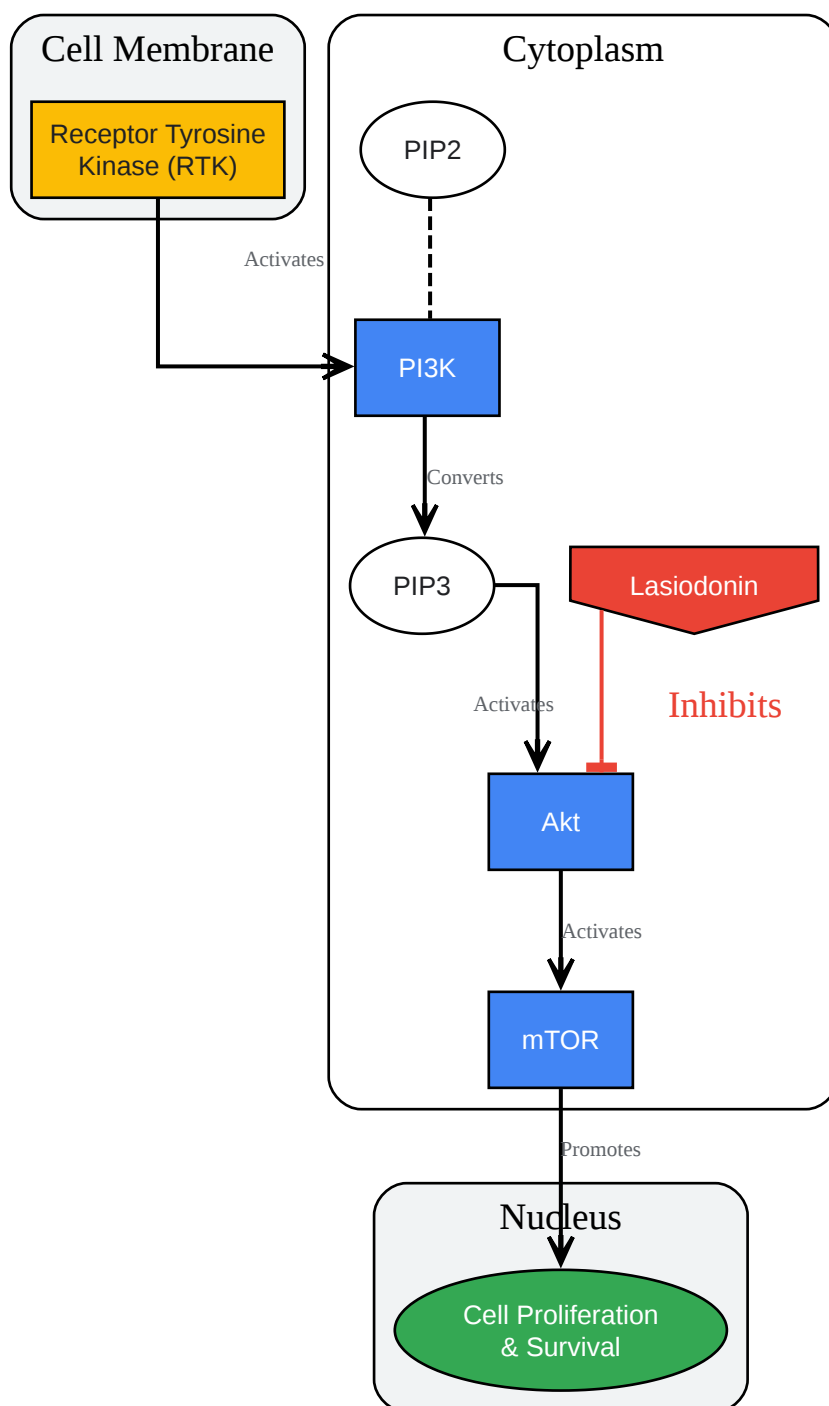 Cell Membrane
Receptor Tyrosine
Kinase (RTK)
Cytoplasm
PIP2
Activates
PI3K
Converts
PIP3
Lasiodonin
Activates
Inhibits
Akt
Activates
mTOR
Promotes
Nucleus
Cell Proliferation
& Survival